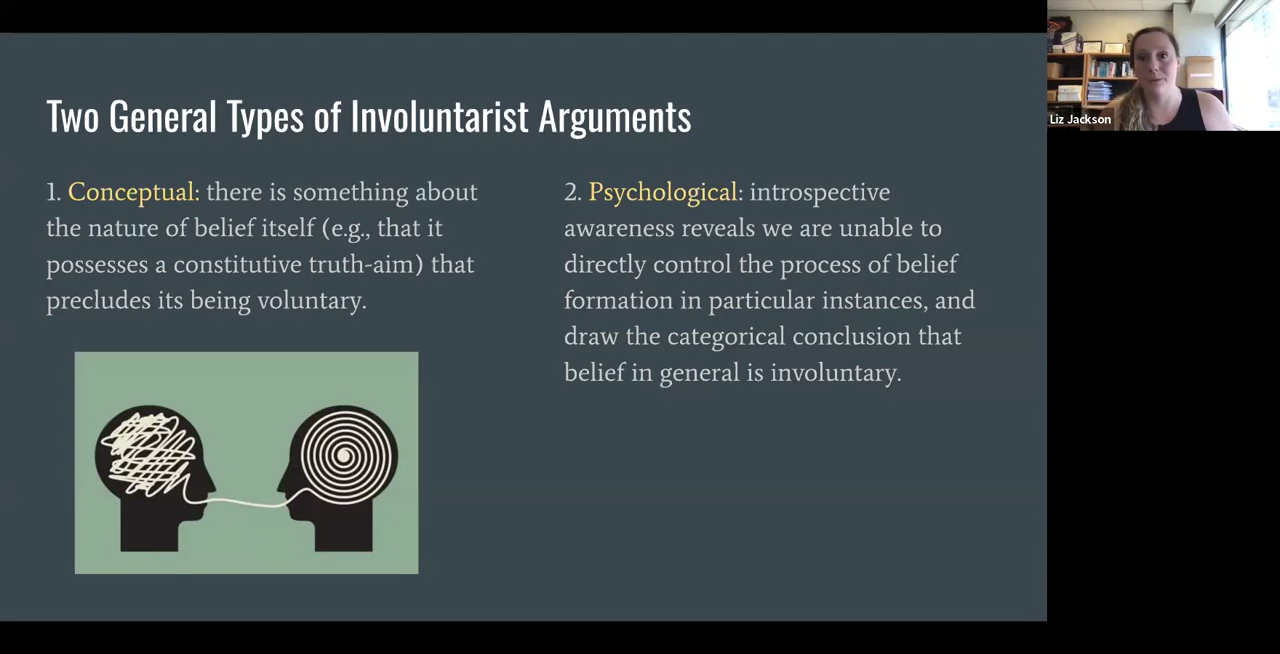 Two General Types of Involuntarist Arguments
1. Conceptual: there is something about
the nature of belief itself (e.g., that it
possesses a constitutive truth-aim) that
precludes its being voluntary.
2. Psychological: introspective
awareness reveals we are unable to
directly control the process of belief
formation in particular instances, and
draw the categorical conclusion that
belief in general is involuntary.
Liz Jackson